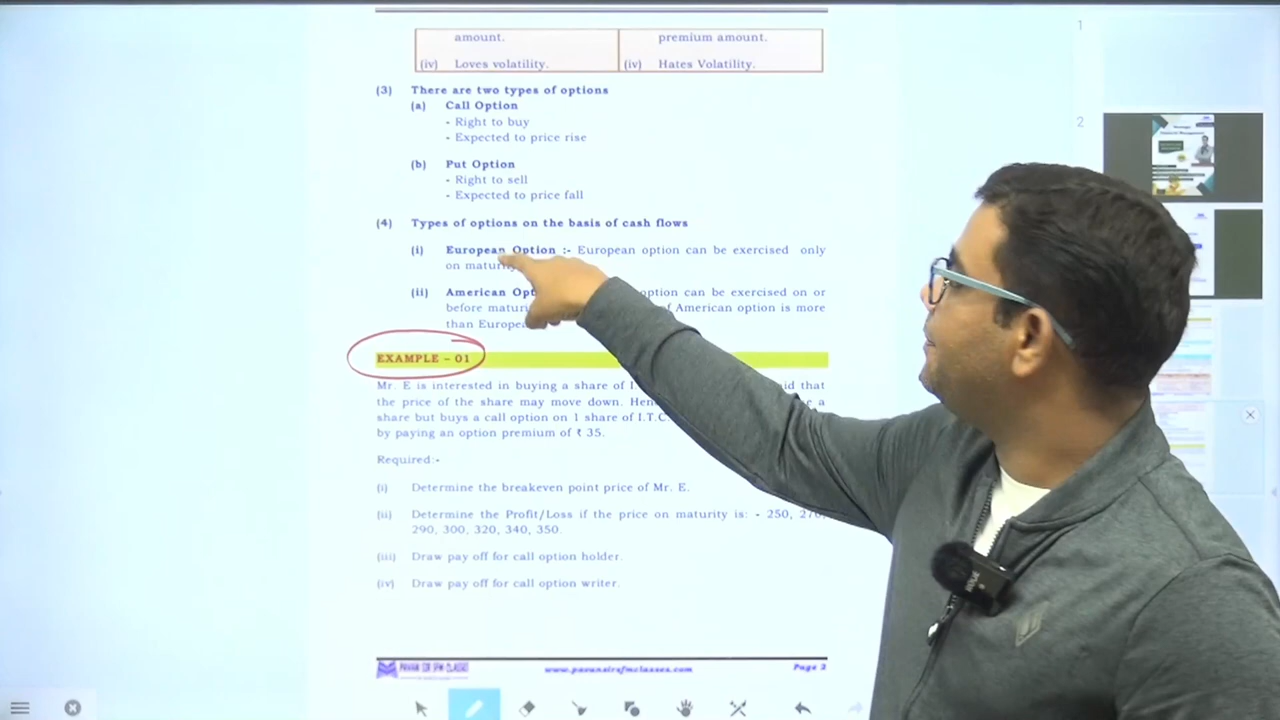 amount.
premium amount.
(iv) Loves volatility.
(iv) Hates Volatility.
(3) There are two types of options
(a) Call Option
- Right to buy
- Expected to price rise
(b) Put Option
- Right to sell
- Expected to price fall
(4) Types of options on the basis of cash flows
(i) European Option :- European option can be exercised only
on
(ii) American option can be exercised on or
before American option is more
than
EXAMPLE - 01
Mr. E is interested in buying a share of that
the price of the share may move down. a
share but buys a call option on 1 share of I.T.C.
by paying an option premium of ₹ 35.
Required:-
(i) Determine the breakeven point price of Mr. E.
(ii) Determine the Profit/Loss if the price on maturity is: - 250, 270,
290, 300, 320, 340, 350.
(iii) Draw pay off for call option holder.
(iv) Draw pay off for call option writer.
www.pavansirsfmclasses.com
Page 2
1
2